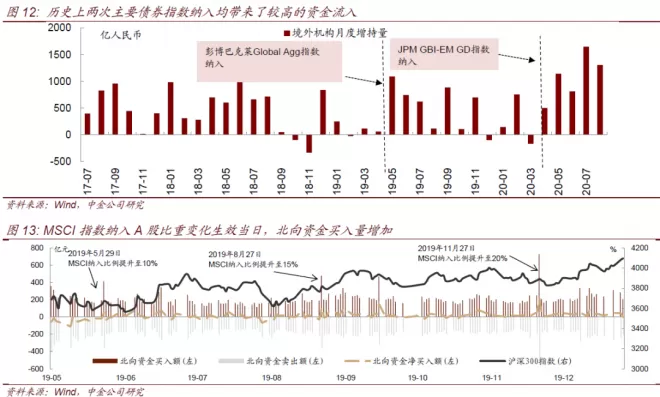 图 12: 历史上两次主要债券指数纳入均带来了较高的资金流入
亿人民币
■境外机构月度增持量
彭博巴克莱Global Agg指数
纳入
JPM GBI-EM GD指数
纳入
2000
1500
1000
500
0
-500
17-07
17-09
17-11
18-01
18-03
18-05
18-07
18-09
18-11
19-01
19-03
19-05
19-07
19-09
19-11
20-01
20-03
20-05
20-07
资料来源：Wind，中金公司研究
图 13: MSCI 指数纳入 A 股比重变化生效当日，北向资金买入量增加
亿元
%
2019年5月29日
MSCI纳入比例提升至10%
2019年8月27日
MSCI纳入比例提升至15%
2019年11月27日
MSCI纳入比例提升至20%
800
600
400
200
0
-200
-400
-600
4200
4000
3800
3600
3400
3200
3000
北向资金买入额(左)
北向资金卖出额(左)
北向资金净买入额(左)
沪深300指数(右)
19-05
19-06
19-07
19-08
19-09
19-10
19-11
19-12
资料来源：Wind，中金公司研究